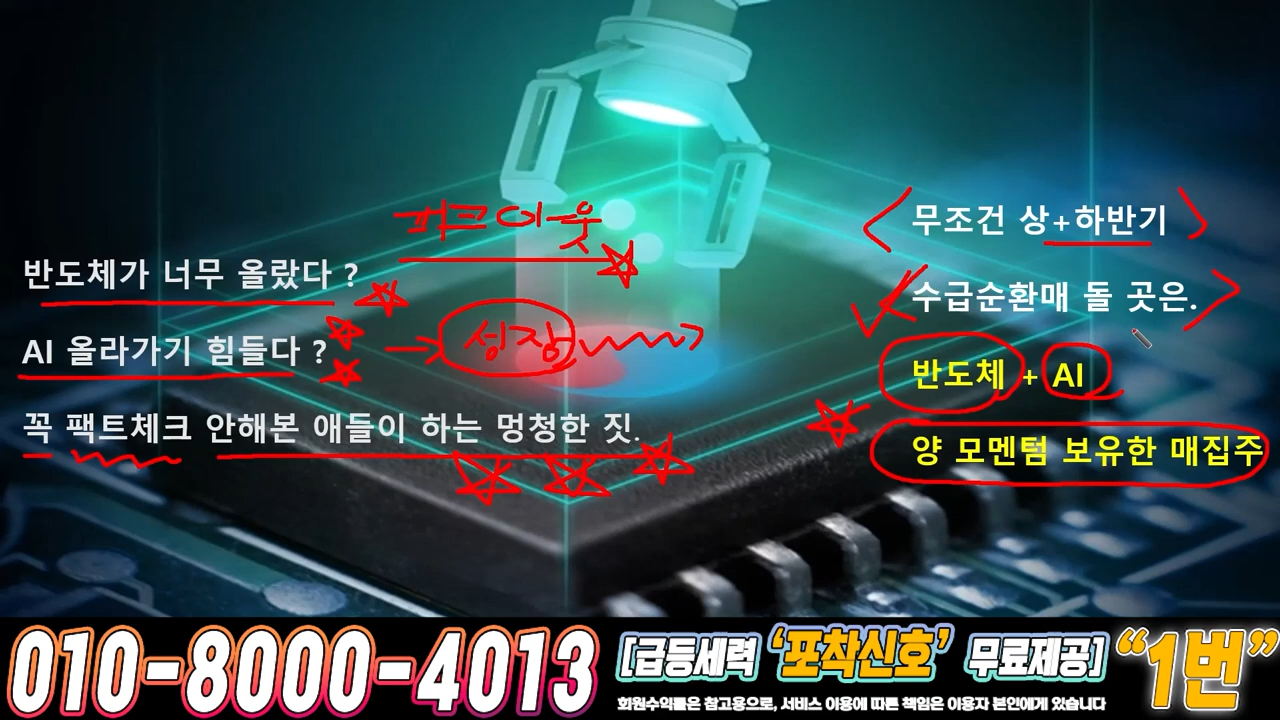 피크아웃
반도체가 너무 올랐다 ?
AI 올라가기 힘들다 ?
성장
꼭 팩트체크 안해본 애들이 하는 멍청한 짓.
무조건 상+하반기
수급순환매 돌 곳은.
반도체 + AI
양 모멘텀 보유한 매집주
010-8000-4013
[급등세력 '포착신호' 무료제공] "1번"
회원수익률은 참고용으로, 서비스 이용에 따른 책임은 이용자 본인에게 있습니다